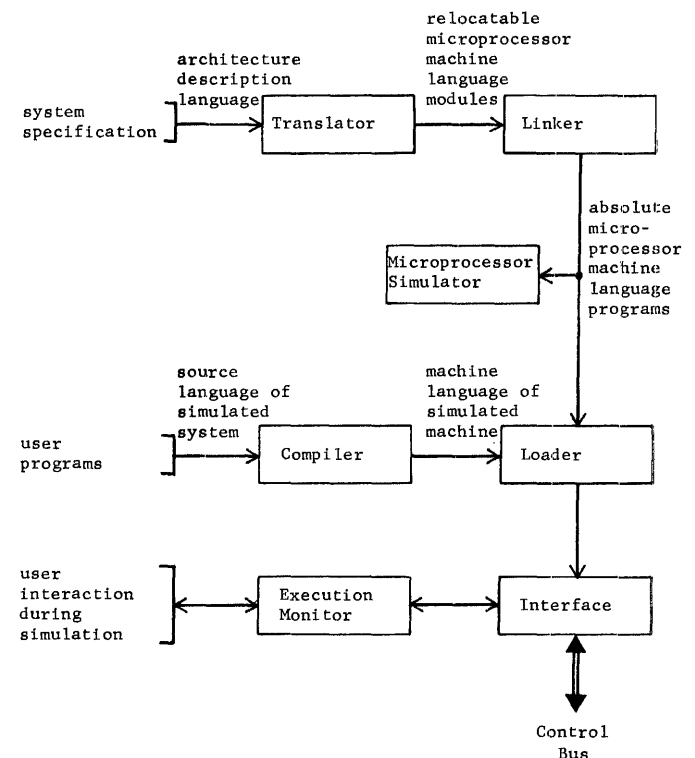 relocatable
microprocessor
machine
language
modules
architecture
description
language
system
specification
Translator
Linker
absolute
micro-
processor
machine
language
programs
Microprocessor
Simulator
source
language of
simulated
system
machine
language of
simulated
machine
user
programs
Compiler
Loader
user
interaction
during
simulation
Execution
Monitor
Interface
Control
Bus